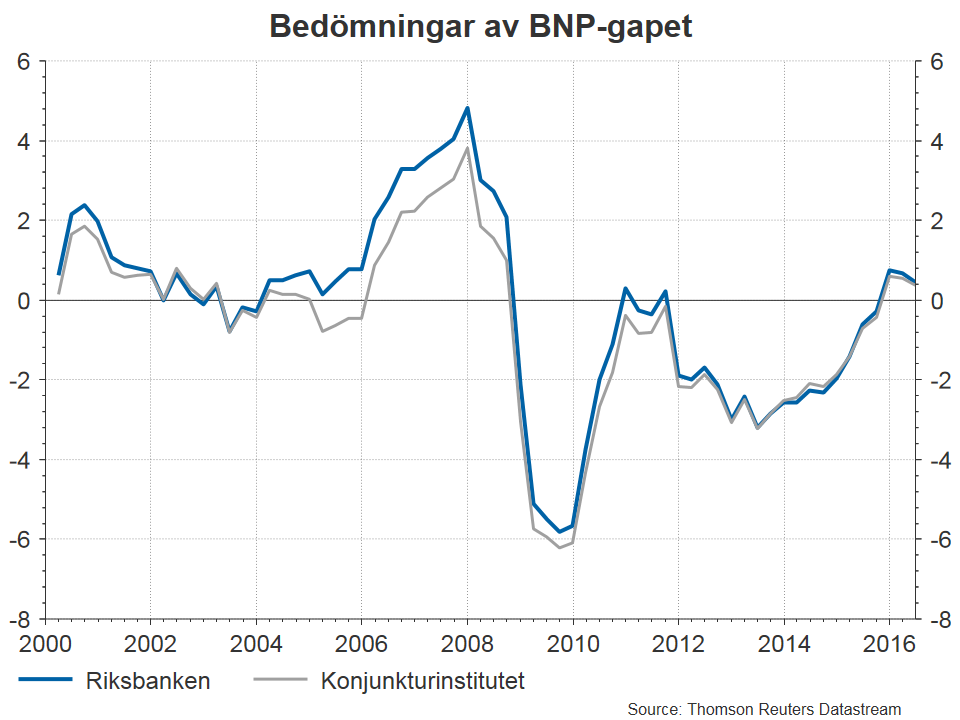 Bedömningar av BNP-gapet
6 6
4 4
2 2
0 0
-2 -2
-4 -4
-6 -6
-8 -8
2000 2002 2004 2006 2008 2010 2012 2014 2016
Riksbanken Konjunkturinstitutet
Source: Thomson Reuters Datastream